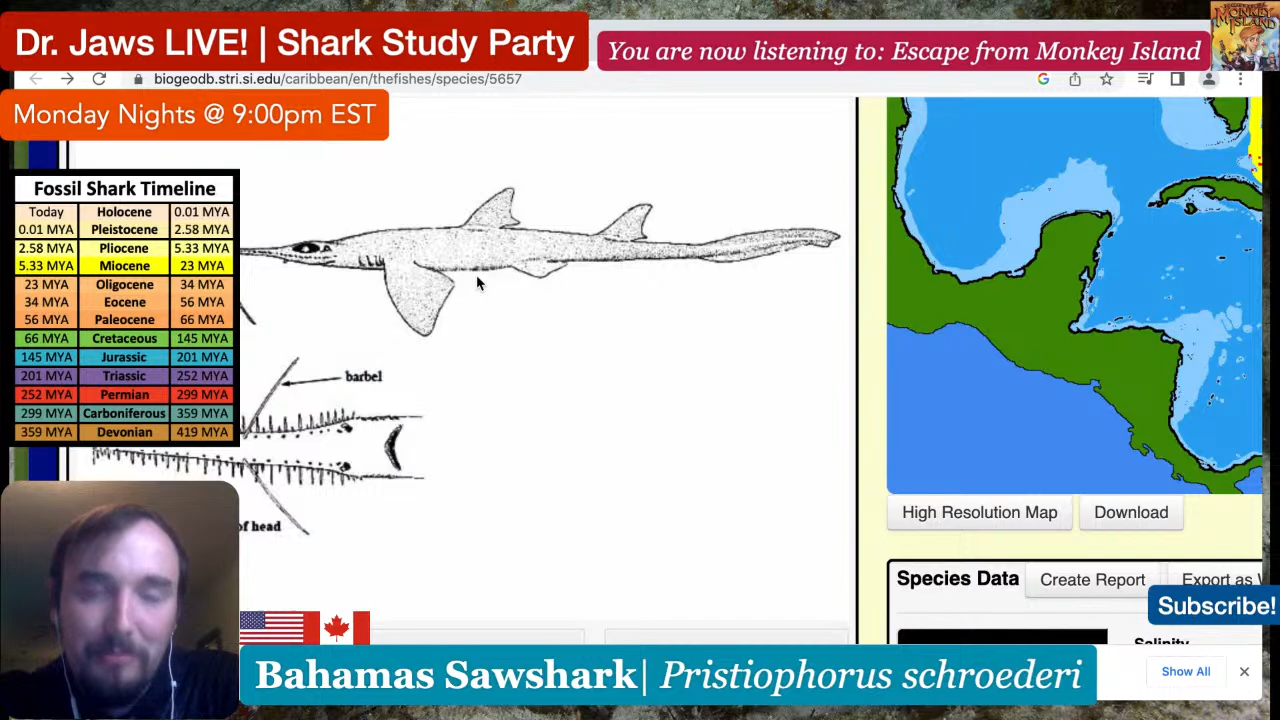 Dr. Jaws LIVE! | Shark Study Party
You are now listening to: Escape from Monkey Island
MONKEY ISLAND
biogeodb.stri.si.edu/caribbean/en/thefishes/species/5657
Monday Nights @ 9:00pm EST
Fossil Shark Timeline
Today Holocene 0.01 MYA
0.01 MYA Pleistocene 2.58 MYA
2.58 MYA Pliocene 5.33 MYA
5.33 MYA Miocene 23 MYA
23 MYA Oligocene 34 MYA
34 MYA Eocene 56 MYA
56 MYA Paleocene 66 MYA
66 MYA Cretaceous 145 MYA
145 MYA Jurassic 201 MYA
201 MYA Triassic 252 MYA
252 MYA Permian 299 MYA
299 MYA Carboniferous 359 MYA
359 MYA Devonian 419 MYA
barbel
of head
High Resolution Map
Download
Species Data
Create Report
Export as
Subscribe!
Salinity
Bahamas Sawshark| Pristiophorus schroederi
Show All